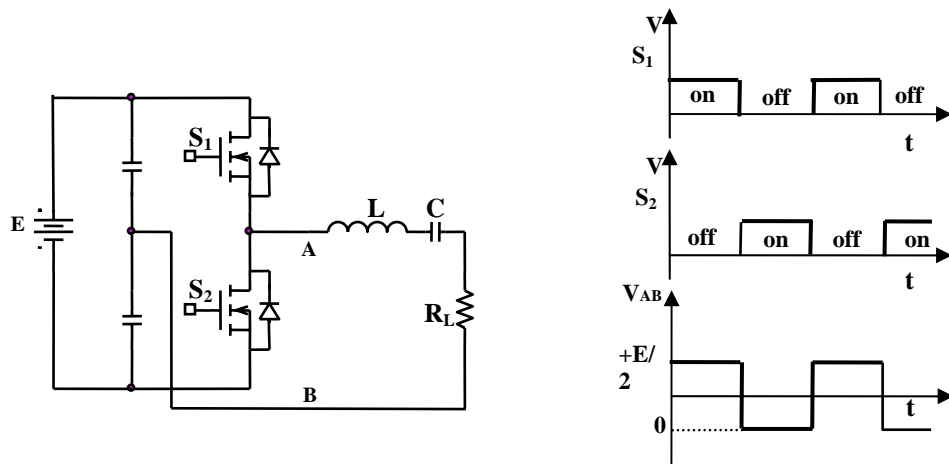 S1
E
L
C
A
S2
RL
B
V
S1
on
off
on
off
t
V
S2
off
on
off
on
t
VAB
+E/
2
t
0